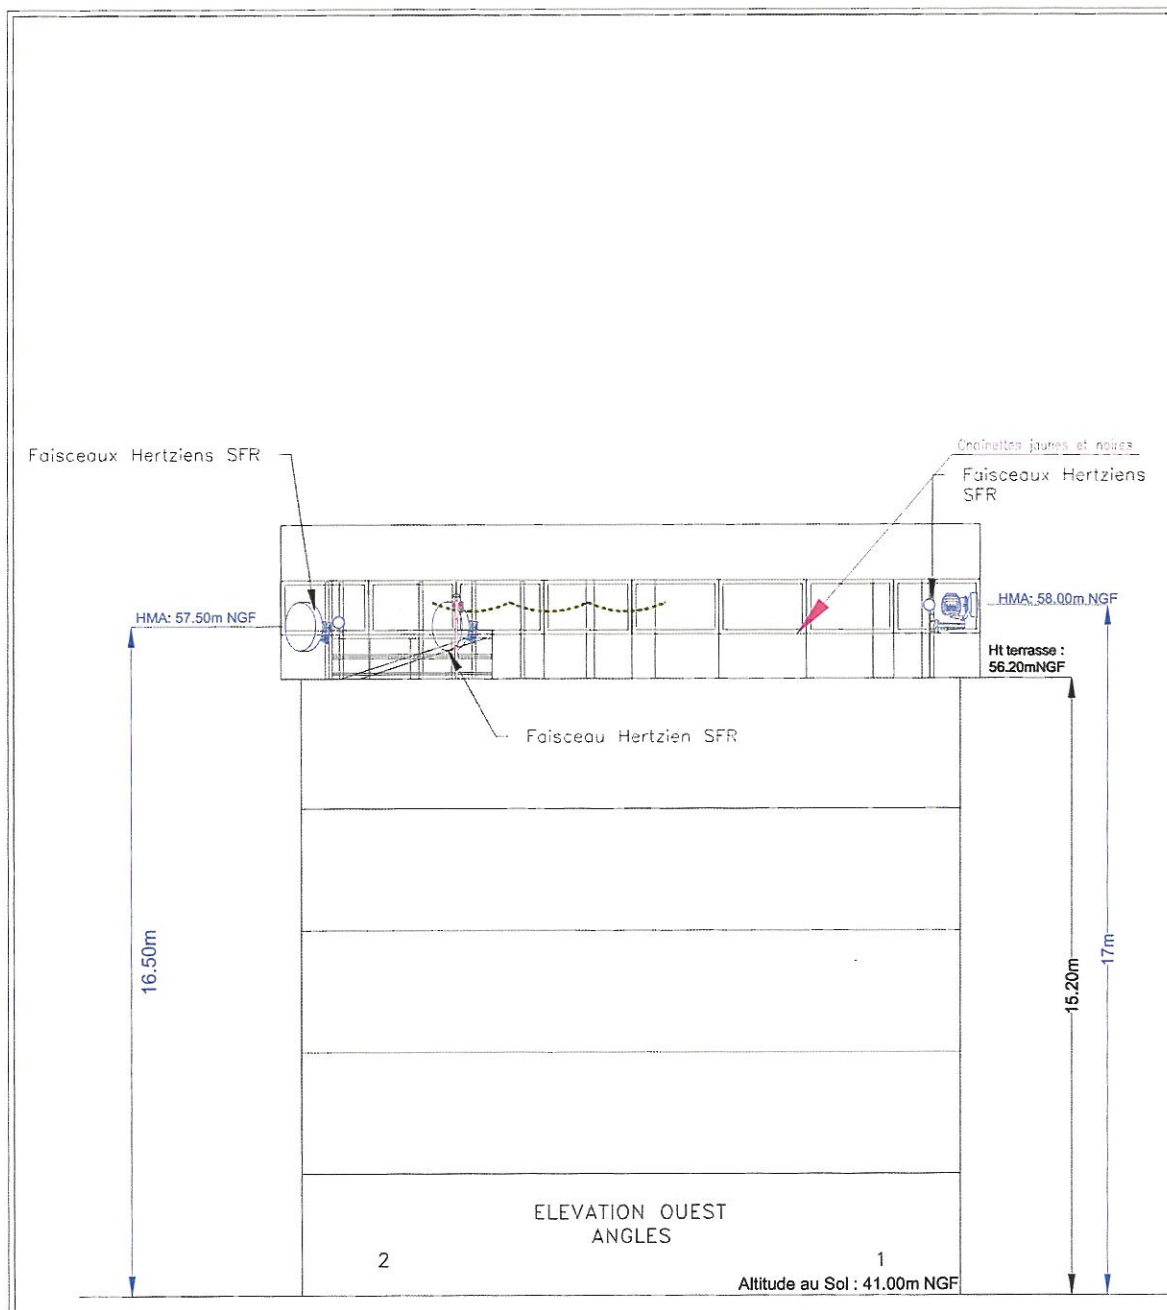 Chainettes jaunes et noires
Faisceaux Hertziens SFR
Faisceaux Hertziens
SFR
HMA: 57.50m NGF
HMA: 58.00m NGF
Ht terrasse :
56.20mNGF
Faisceau Hertzien SFR
16.50m
15.20m
17m
ELEVATION OUEST
ANGLES
2
1
Altitude au Sol : 41.00m NGF